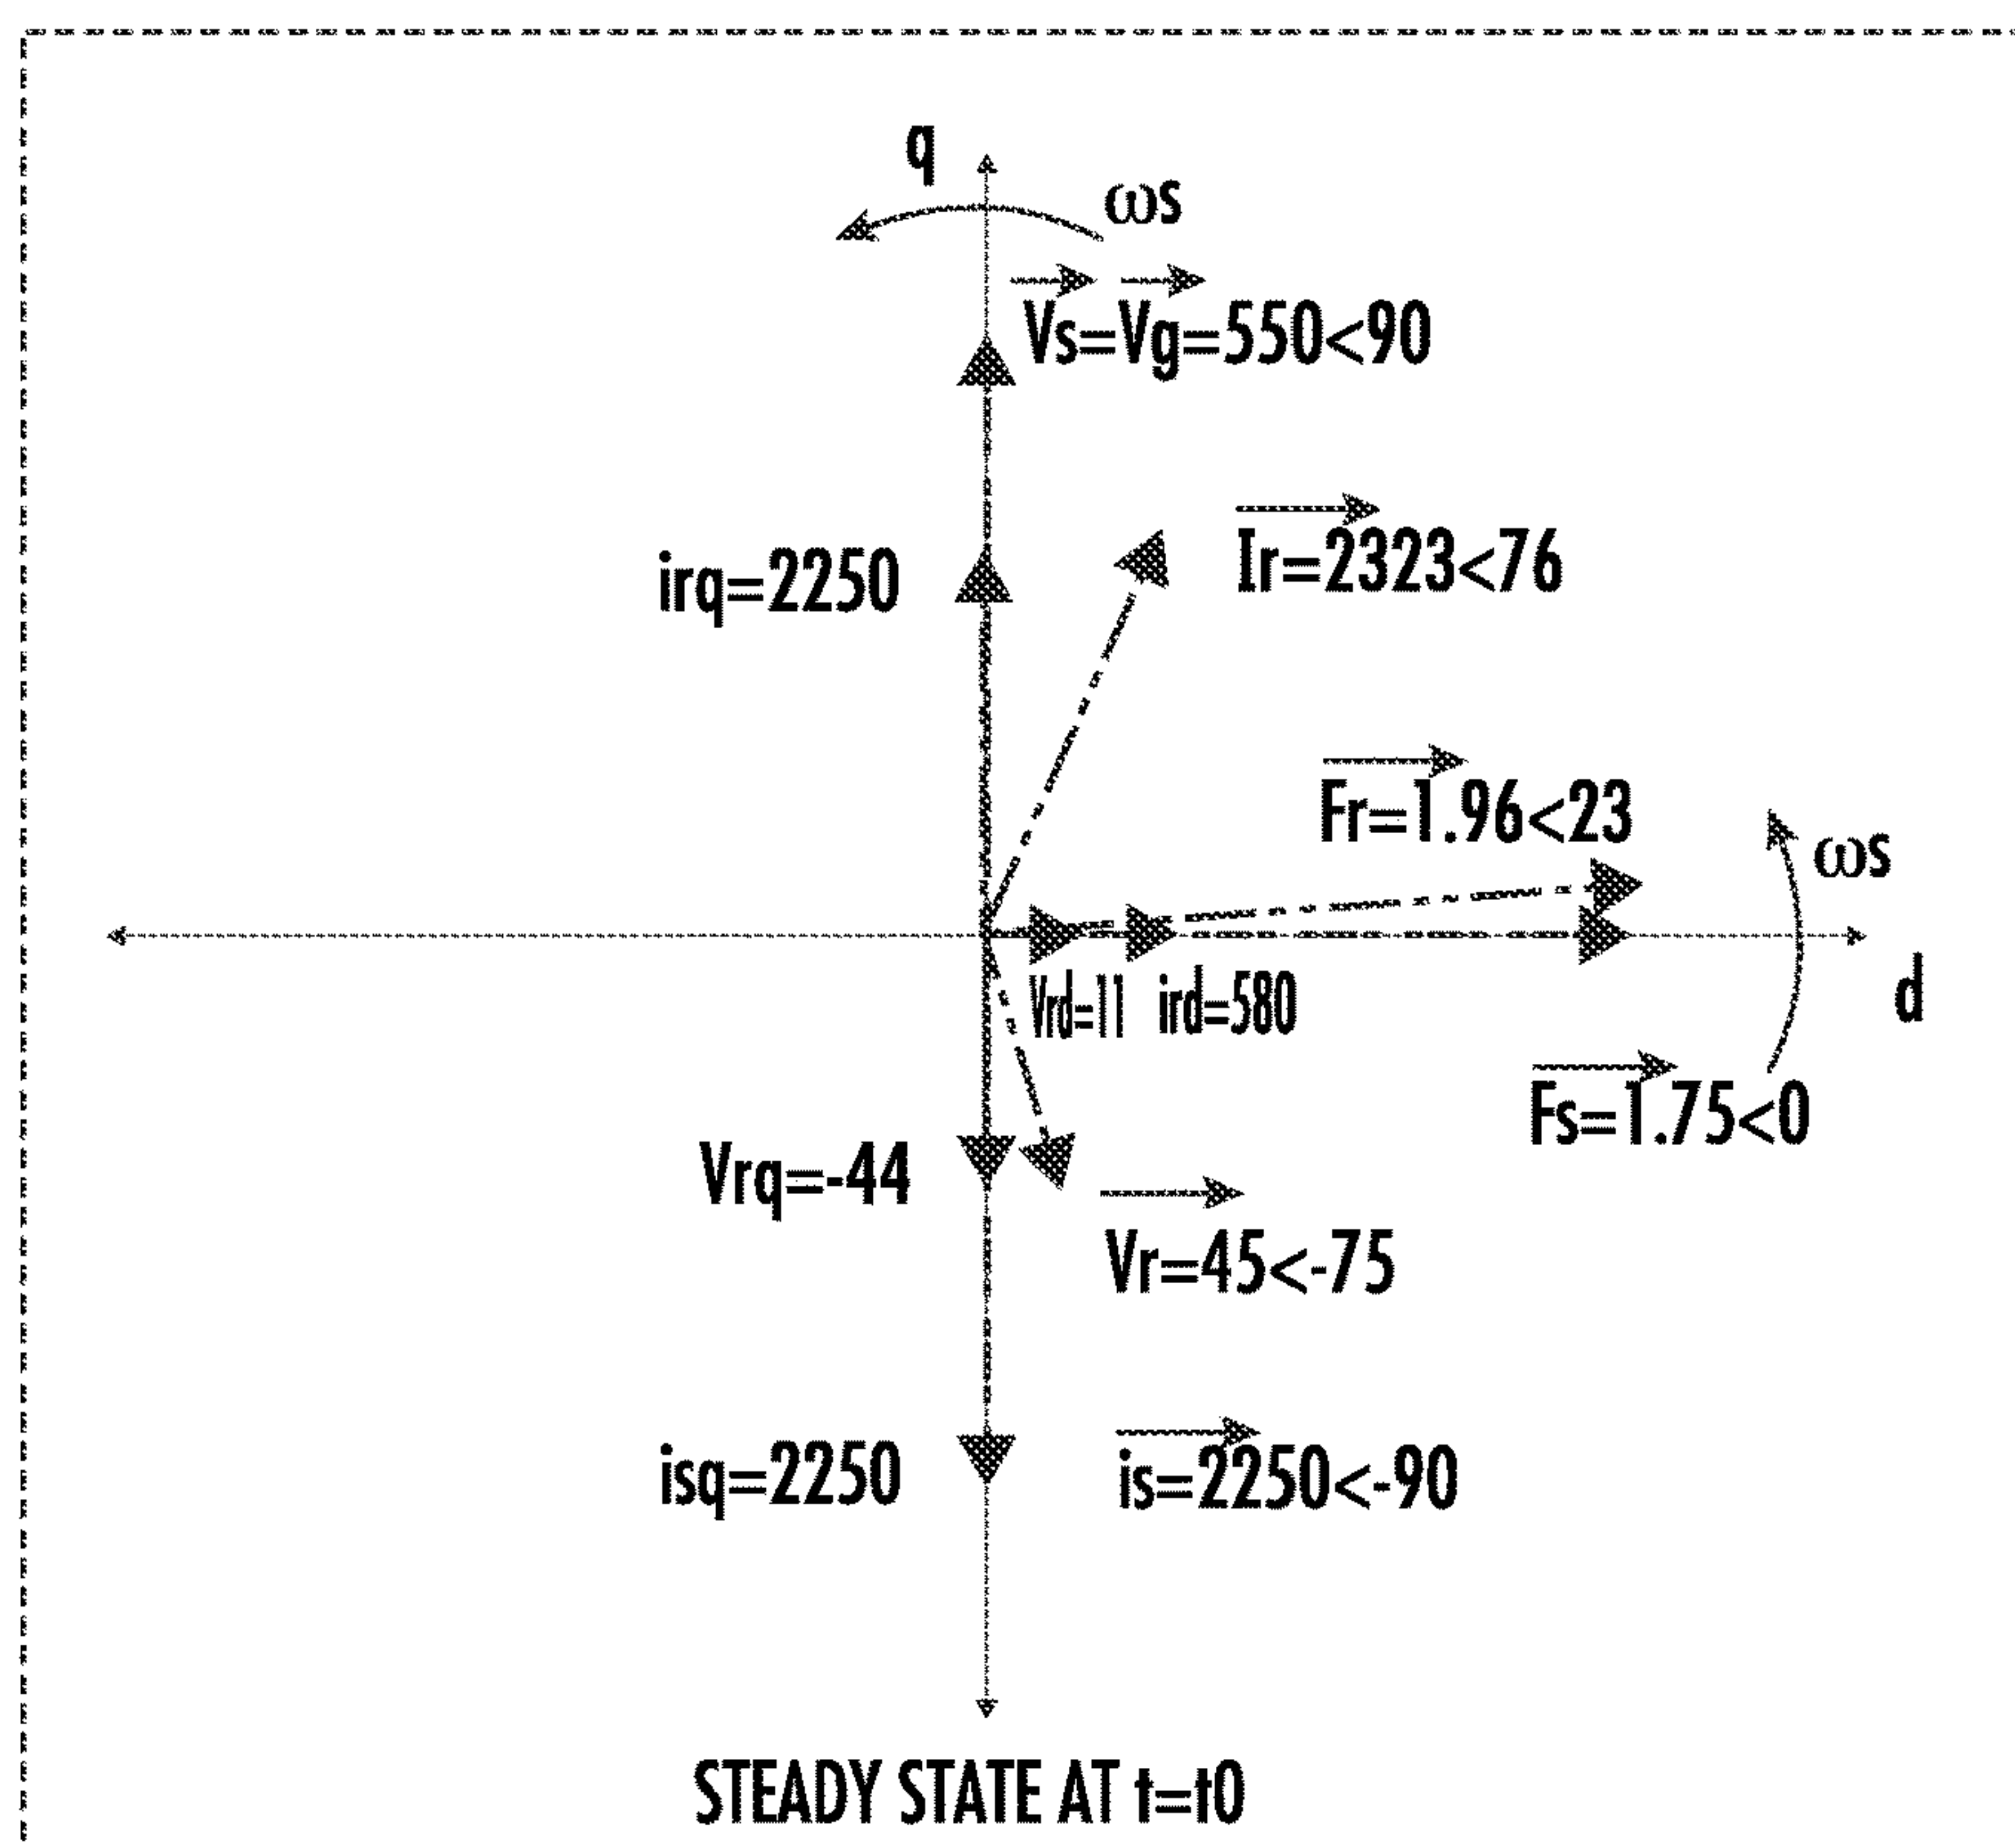 q
ωs
Vs=Vg=550<90
irq=2250
Ir=2323<76
Fr=1.96<23
ωs
Vrd=11
ird=580
d
Fs=1.75<0
Vrq=-44
Vr=45<-75
isq=2250
is=2250<-90
STEADY STATE AT t=t0